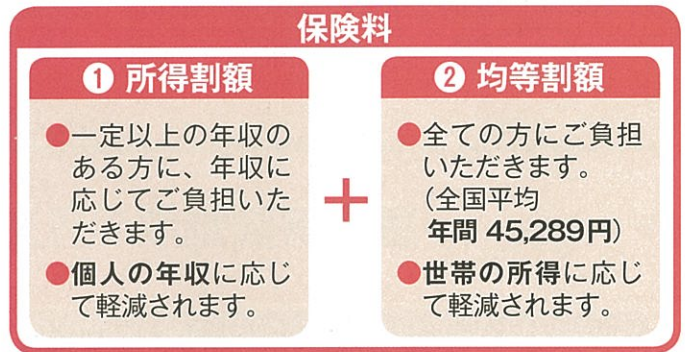 保険料
❶ 所得割額
●一定以上の年収の
ある方に、年収に
応じてご負担いた
だきます。
●個人の年収に応じ
て軽減されます。
+
❷ 均等割額
●全ての方にご負担
いただきます。
(全国平均
年間 45,289円)
●世帯の所得に応じ
て軽減されます。